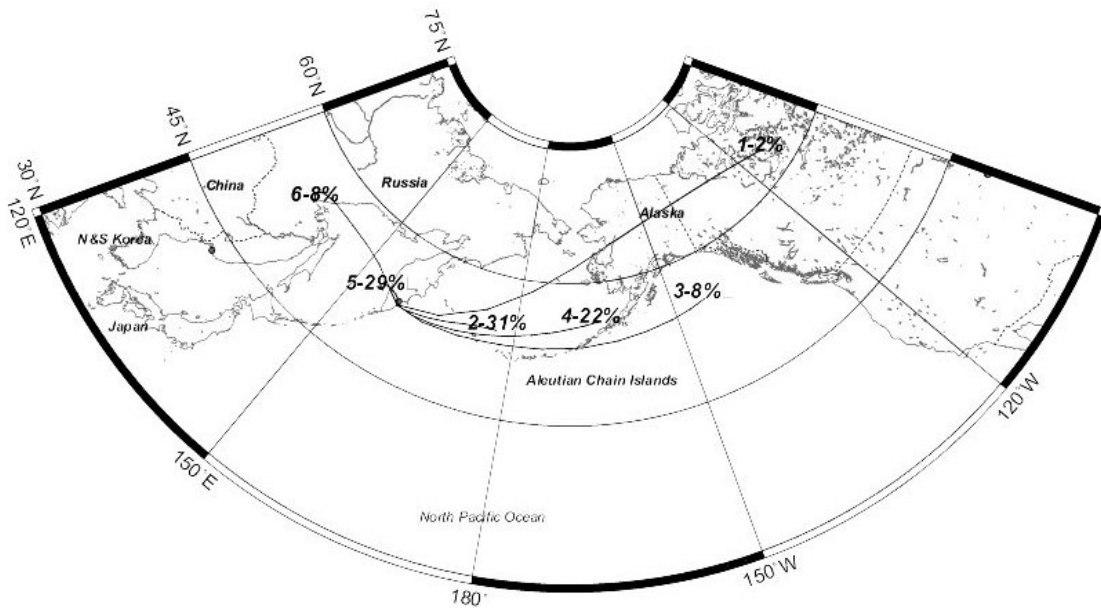 75°N
60°N
45°N
30°N
120°E
China
Russia
1-2%
6-8%
Alaska
N&S Korea
5-29%
3-8%
2-31%
4-22%
Japan
Aleutian Chain Islands
120°W
150°E
North Pacific Ocean
150°W
180°